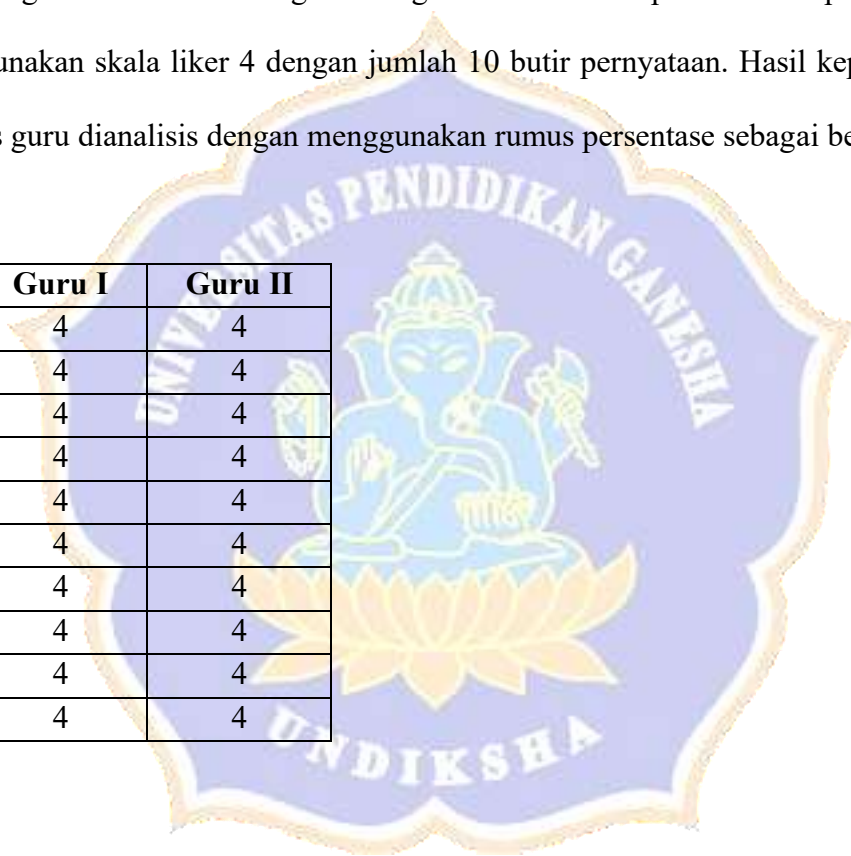 unakan skala liker 4 dengan jumlah 10 butir pernyataan. Hasil kep
s guru dianalisis dengan menggunakan rumus persentase sebagai be
UNIVERSITAS PENDIDIKAN GANESHA
Guru I Guru II
4 4
4 4
4 4
4 4
4 4
4 4
4 4
4 4
4 4
4 4
UNDIKSHA